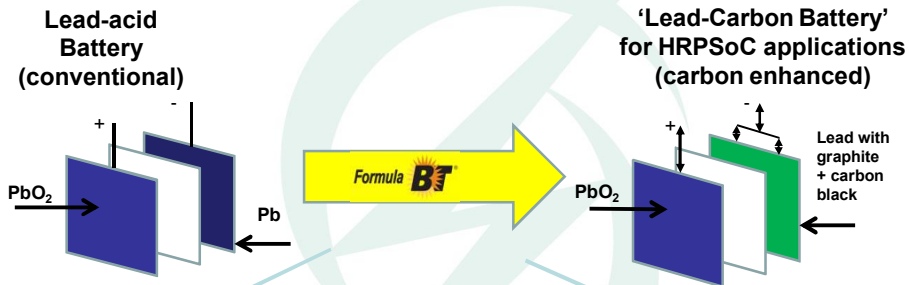 Lead-acid
Battery
(conventional)
+
-
PbO₂
Pb
Formula BT
'Lead-Carbon Battery'
for HRPSoC applications
(carbon enhanced)
+
-
PbO₂
Lead with
graphite
+ carbon
black